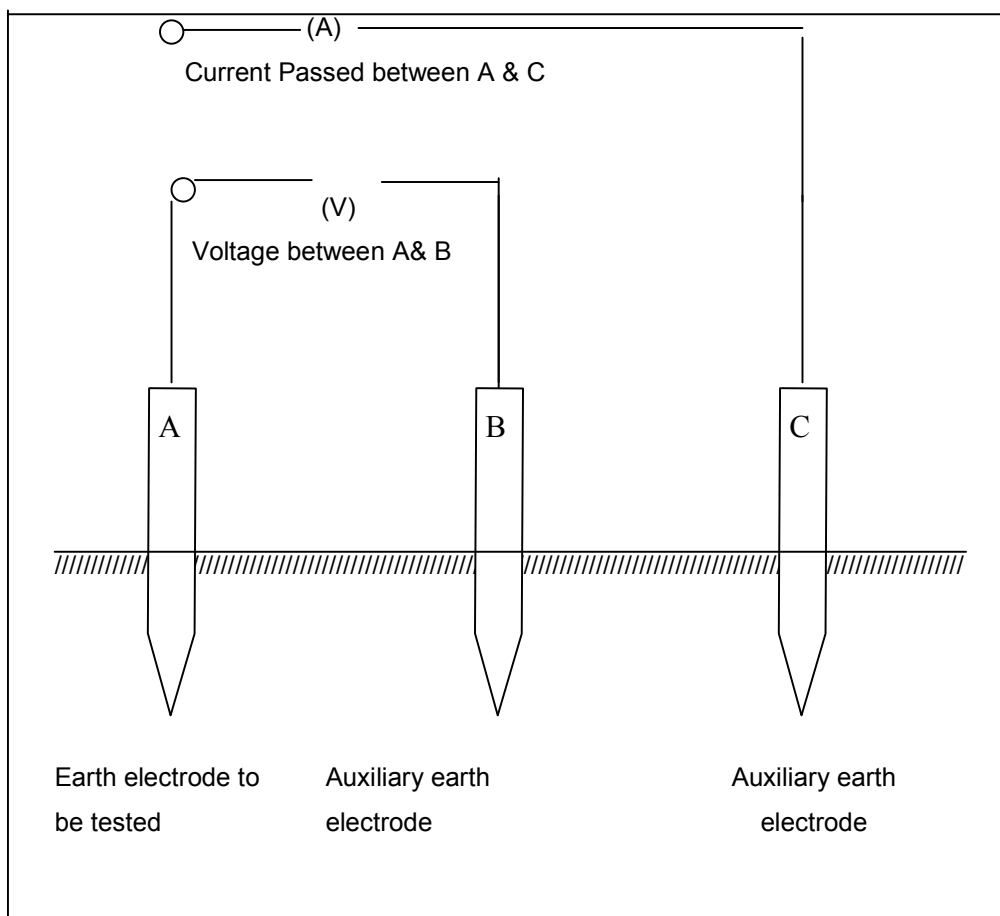 (A)
Current Passed between A & C
(V)
Voltage between A& B
A B C
Earth electrode to
be tested
Auxiliary earth
electrode
Auxiliary earth
electrode